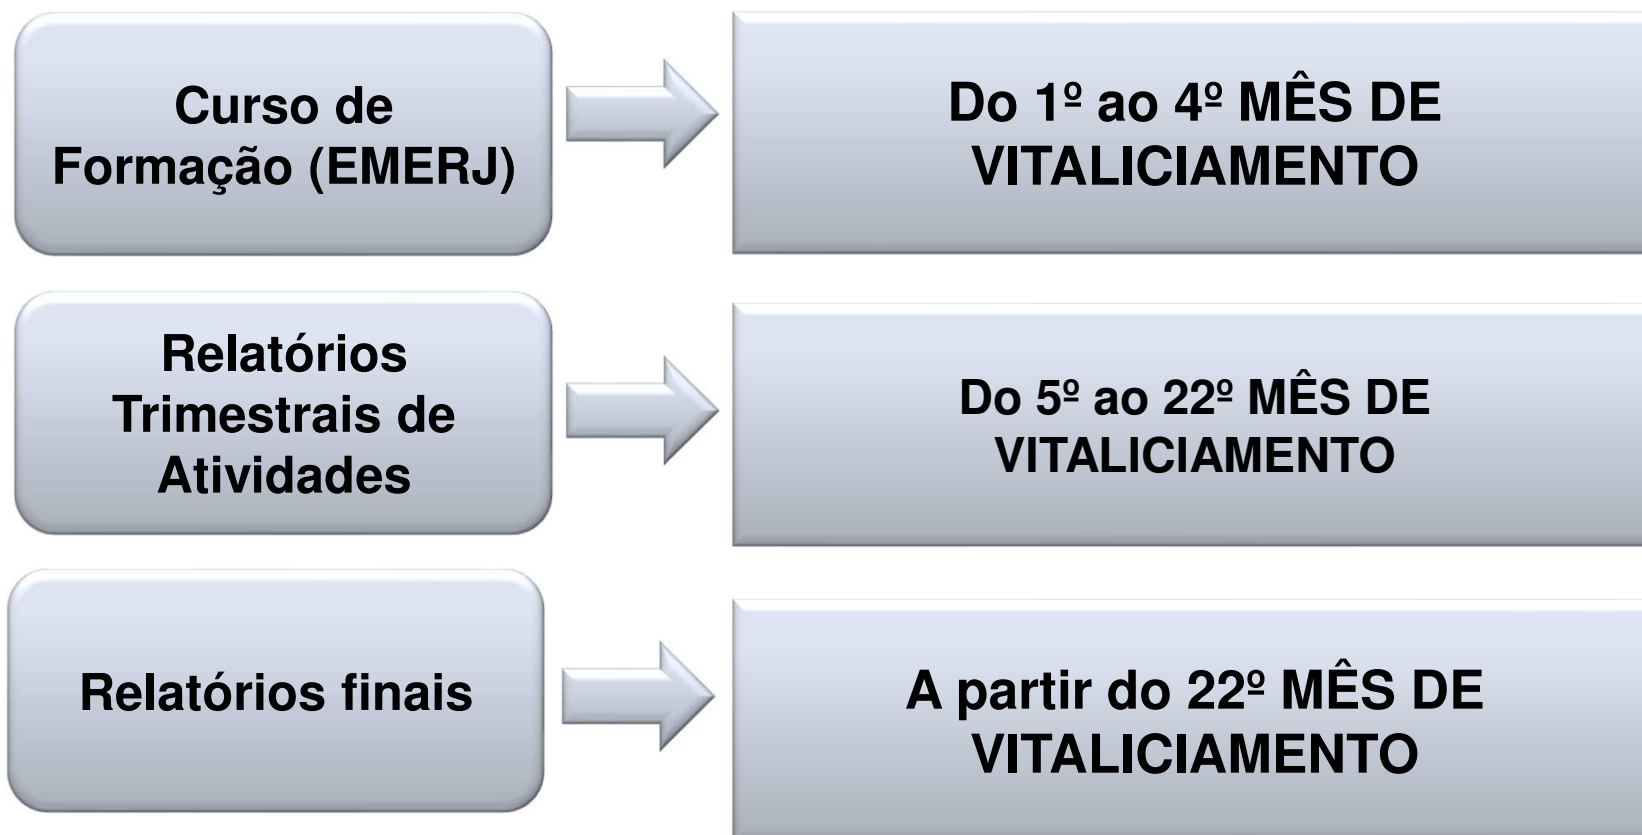 Curso de
Formação (EMERJ)
Do 1º ao 4º MÊS DE
VITALICIAMENTO
Relatórios
Trimestrais de
Atividades
Do 5º ao 22º MÊS DE
VITALICIAMENTO
Relatórios finais
A partir do 22º MÊS DE
VITALICIAMENTO